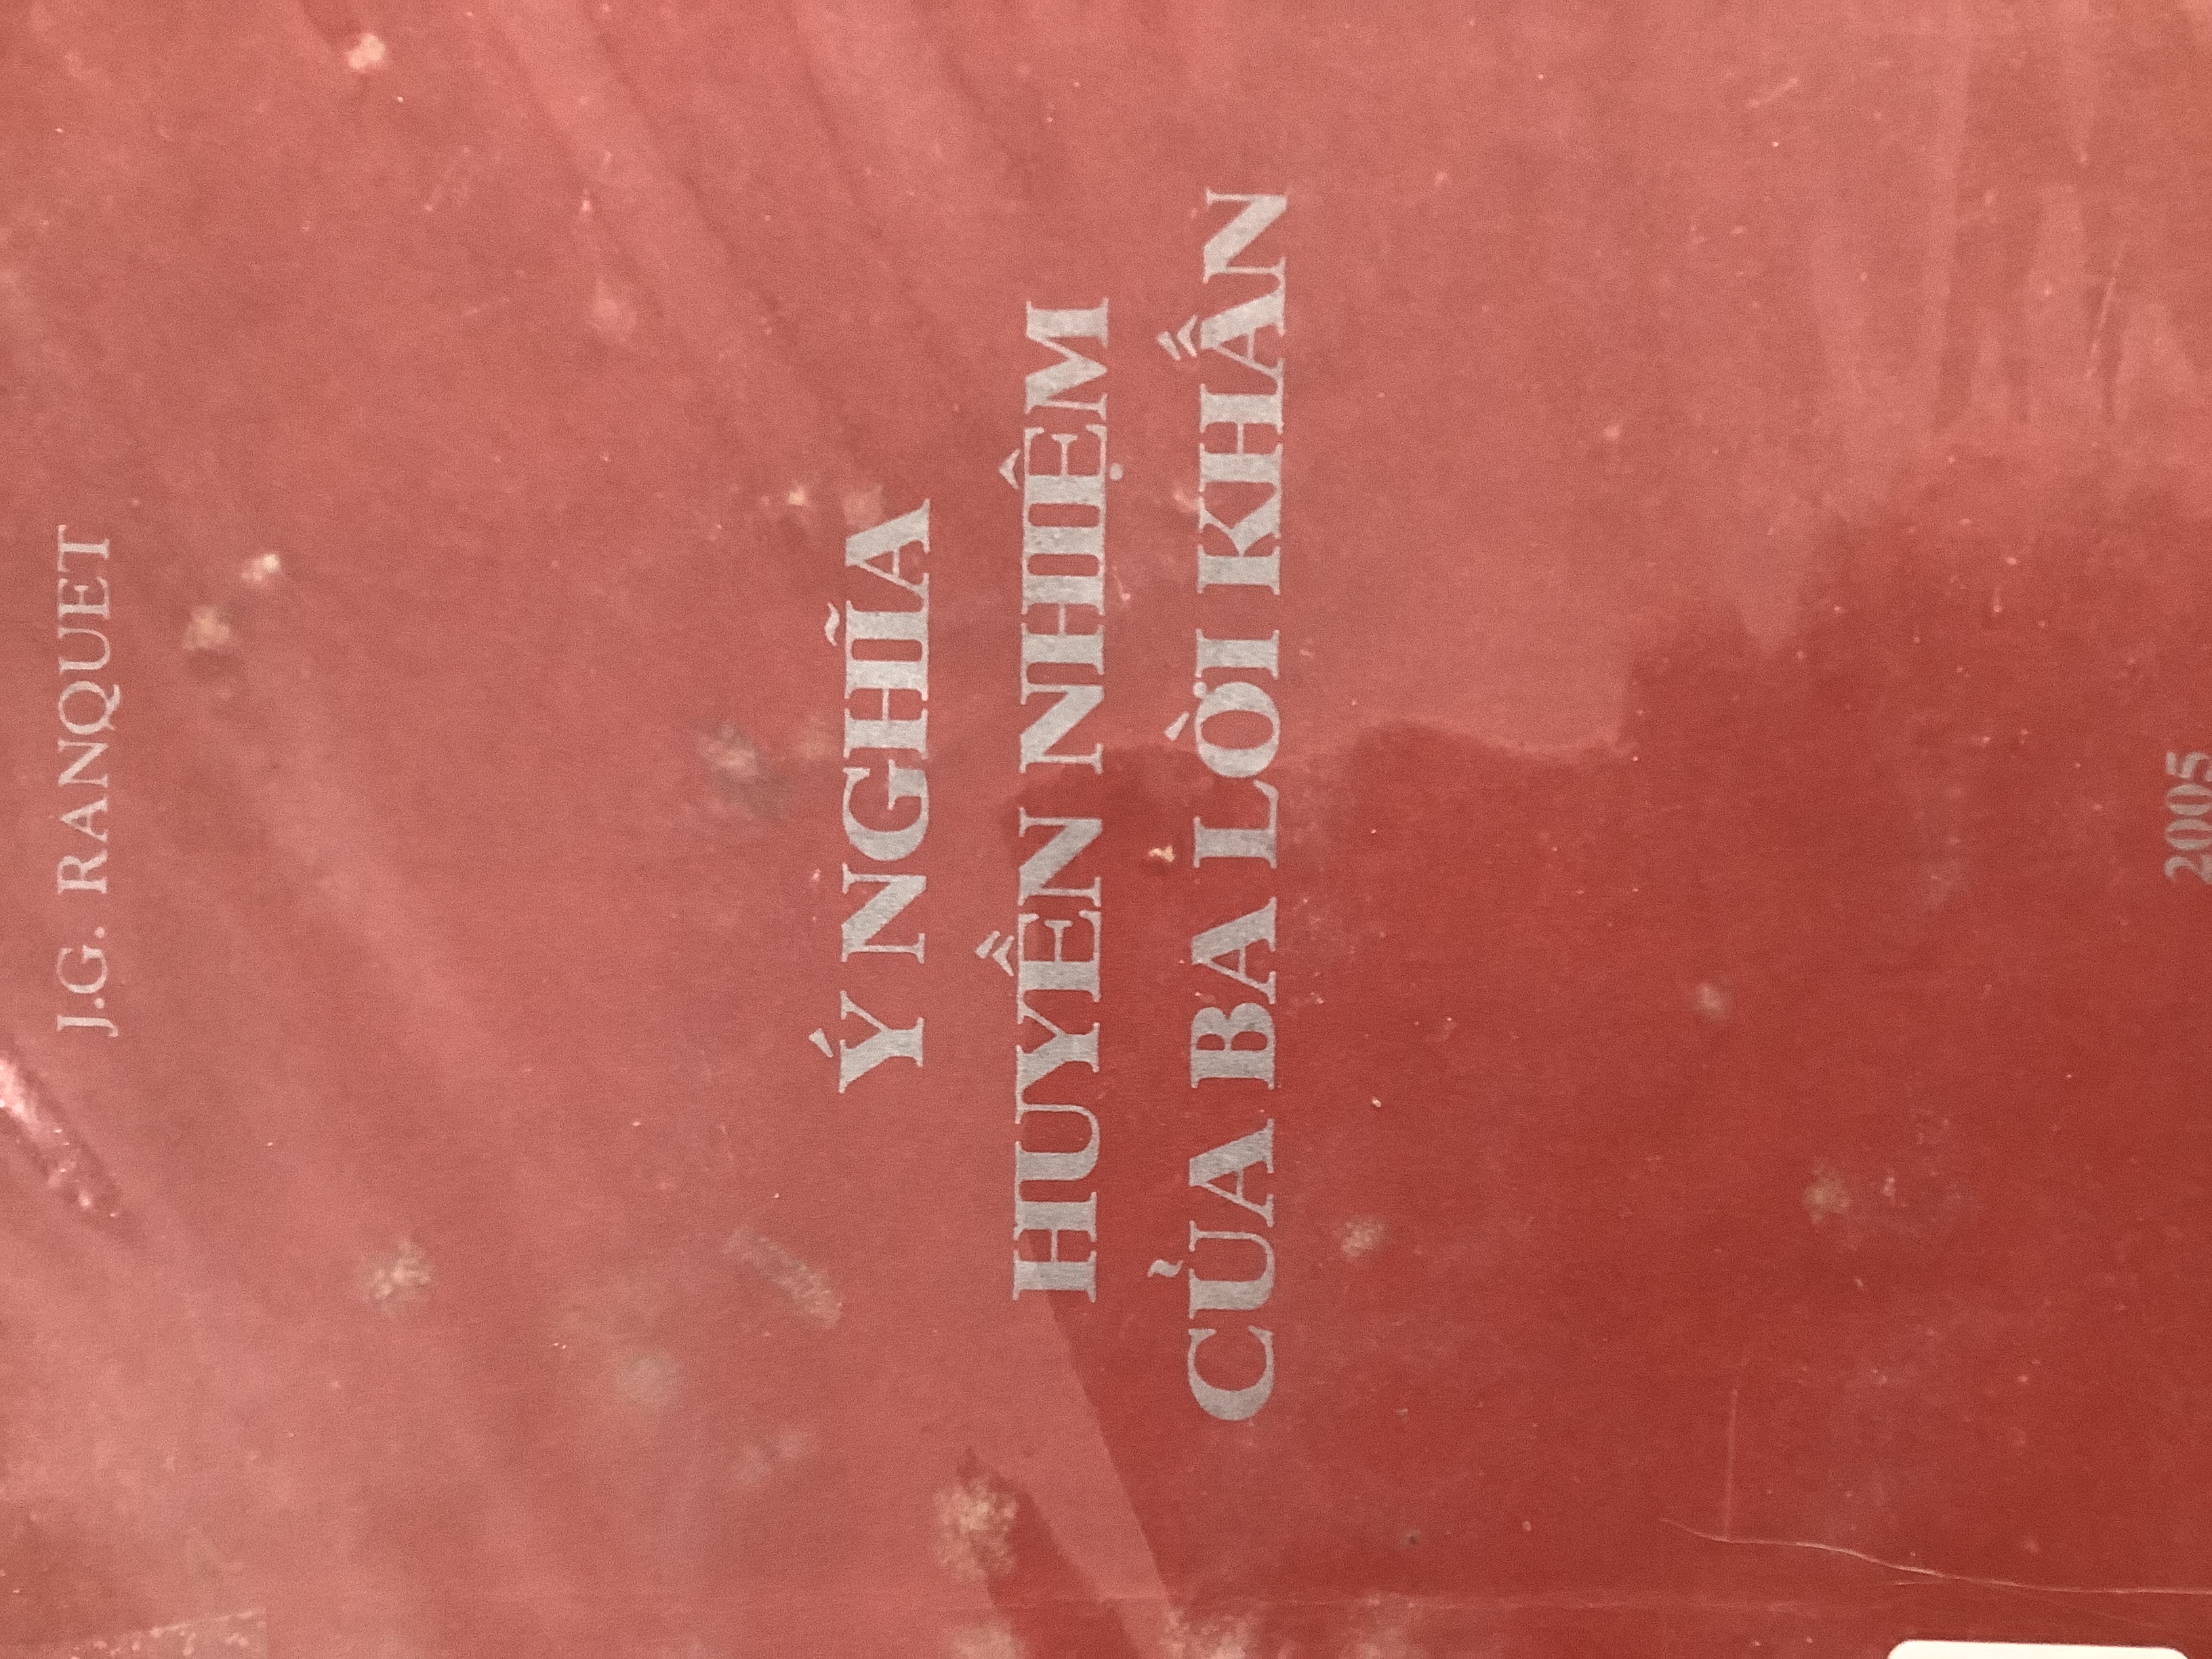 J.G. RANQUET
Ý NGHĨA
HUYỀN NHIỆM
CỦA BA LỜI KHẤN
2005